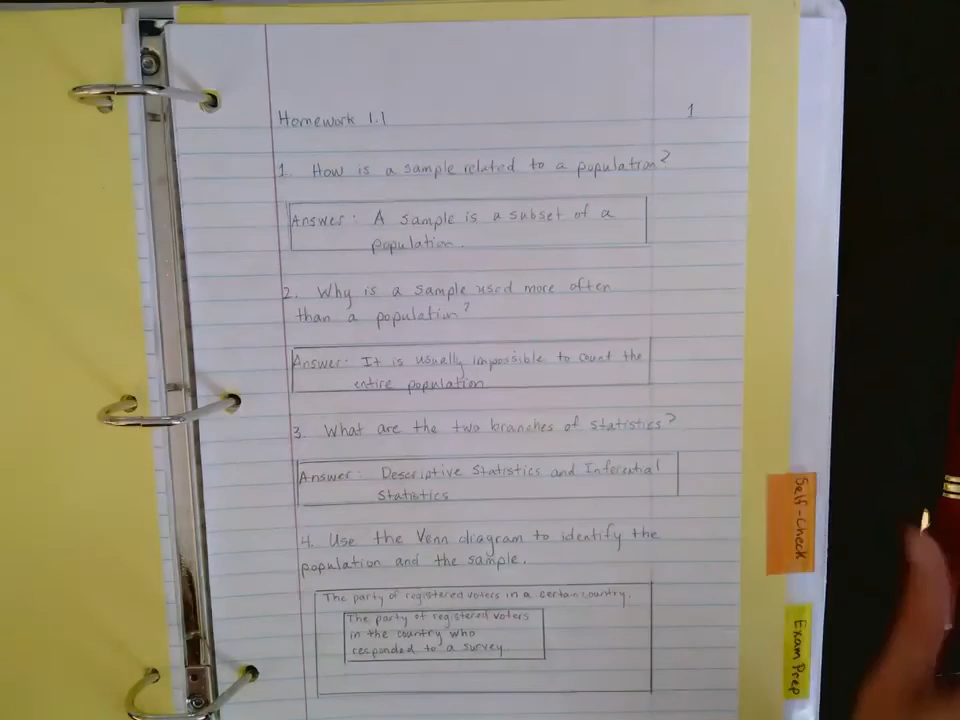 Homework 1.1 1
1. How is a sample related to a population?
Answer: A sample is a subset of a
population.
2. Why is a sample used more often
than a population?
Answer: It is usually impossible to count the
entire population
3. What are the two branches of statistics?
Answer: Descriptive Statistics and Inferential
Statistics
4. Use the Venn diagram to identify the
population and the sample.
The party of registered voters in a certain country.
The party of registered voters
in the country who
responded to a survey.
Self-Check
Exam Prep